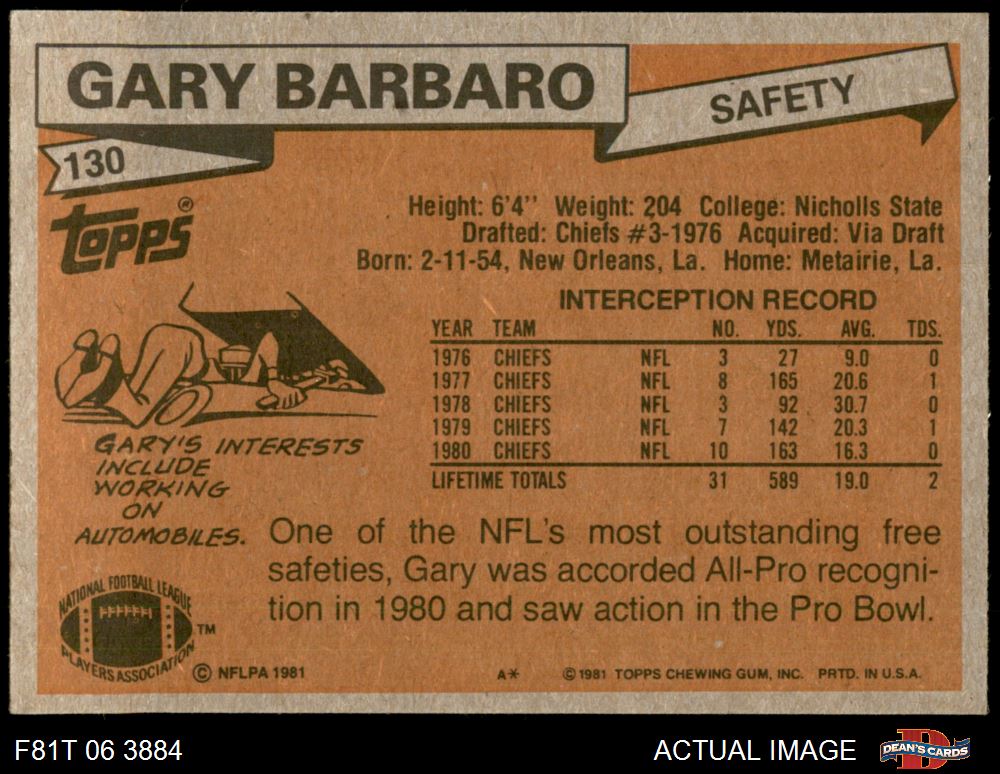 GARY BARBARO
SAFETY
130
Topps®
Height: 6'4'' Weight: 204 College: Nicholls State
Drafted: Chiefs #3-1976 Acquired: Via Draft
Born: 2-11-54, New Orleans, La. Home: Metairie, La.
INTERCEPTION RECORD
YEAR TEAM NO. YDS. AVG. TDS.
1976 CHIEFS NFL 3 27 9.0 0
1977 CHIEFS NFL 8 165 20.6 1
1978 CHIEFS NFL 3 92 30.7 0
1979 CHIEFS NFL 7 142 20.3 1
1980 CHIEFS NFL 10 163 16.3 0
LIFETIME TOTALS 31 589 19.0 2
GARY'S INTERESTS
INCLUDE
WORKING
ON
AUTOMOBILES.
One of the NFL's most outstanding free
safeties, Gary was accorded All-Pro recogni-
tion in 1980 and saw action in the Pro Bowl.
NATIONAL FOOTBALL LEAGUE
PLAYERS ASSOCIATION
TM
© NFLPA 1981
A* © 1981 TOPPS CHEWING GUM, INC. PRTD. IN U.S.A.
F81T 06 3884
ACTUAL IMAGE
DEAN'S CARDS